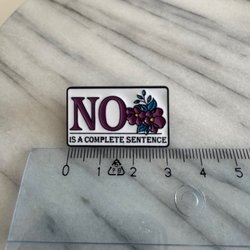 NO
IS A COMPLETE SENTENCE
0 1 2 3 4 5